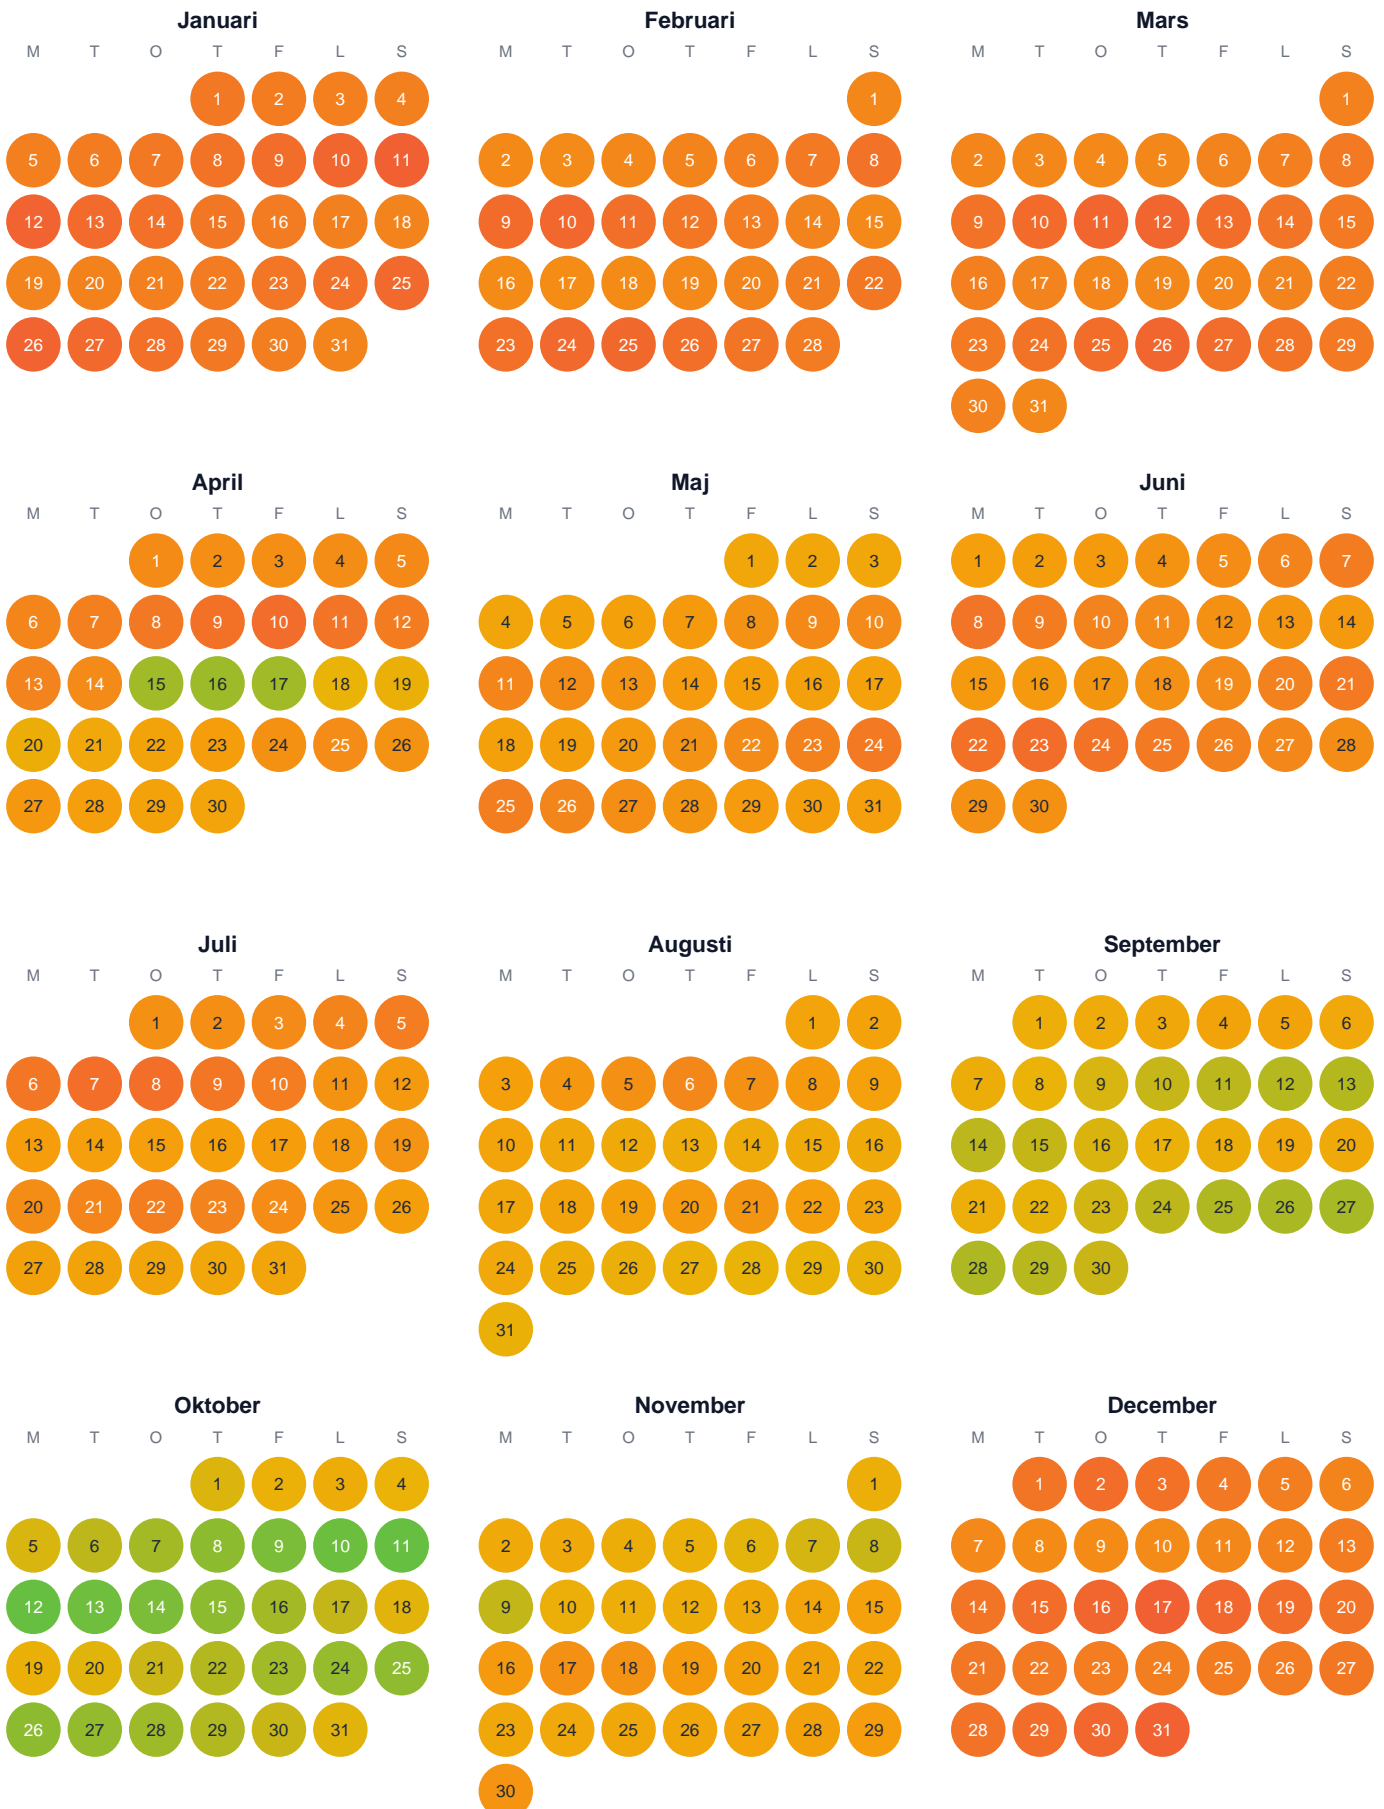 Januari Februari Mars
M T O T F L S M T O T F L S M T O T F L S
1 2 3 4 1 1
5 6 7 8 9 10 11 2 3 4 5 6 7 8 2 3 4 5 6 7 8
12 13 14 15 16 17 18 9 10 11 12 13 14 15 9 10 11 12 13 14 15
19 20 21 22 23 24 25 16 17 18 19 20 21 22 16 17 18 19 20 21 22
26 27 28 29 30 31 23 24 25 26 27 28 23 24 25 26 27 28 29
30 31
April Maj Juni
M T O T F L S M T O T F L S M T O T F L S
1 2 3 4 5 1 2 3 1 2 3 4 5 6 7
6 7 8 9 10 11 12 4 5 6 7 8 9 10 8 9 10 11 12 13 14
13 14 15 16 17 18 19 11 12 13 14 15 16 17 15 16 17 18 19 20 21
20 21 22 23 24 25 26 18 19 20 21 22 23 24 22 23 24 25 26 27 28
27 28 29 30 25 26 27 28 29 30 31 29 30
Juli Augusti September
M T O T F L S M T O T F L S M T O T F L S
1 2 3 4 5 1 2 1 2 3 4 5 6
6 7 8 9 10 11 12 3 4 5 6 7 8 9 7 8 9 10 11 12 13
13 14 15 16 17 18 19 10 11 12 13 14 15 16 14 15 16 17 18 19 20
20 21 22 23 24 25 26 17 18 19 20 21 22 23 21 22 23 24 25 26 27
27 28 29 30 31 24 25 26 27 28 29 30 28 29 30
31
Oktober November December
M T O T F L S M T O T F L S M T O T F L S
1 2 3 4 1 1 2 3 4 5 6
5 6 7 8 9 10 11 2 3 4 5 6 7 8 7 8 9 10 11 12 13
12 13 14 15 16 17 18 9 10 11 12 13 14 15 14 15 16 17 18 19 20
19 20 21 22 23 24 25 16 17 18 19 20 21 22 21 22 23 24 25 26 27
26 27 28 29 30 31 23 24 25 26 27 28 29 28 29 30 31
30